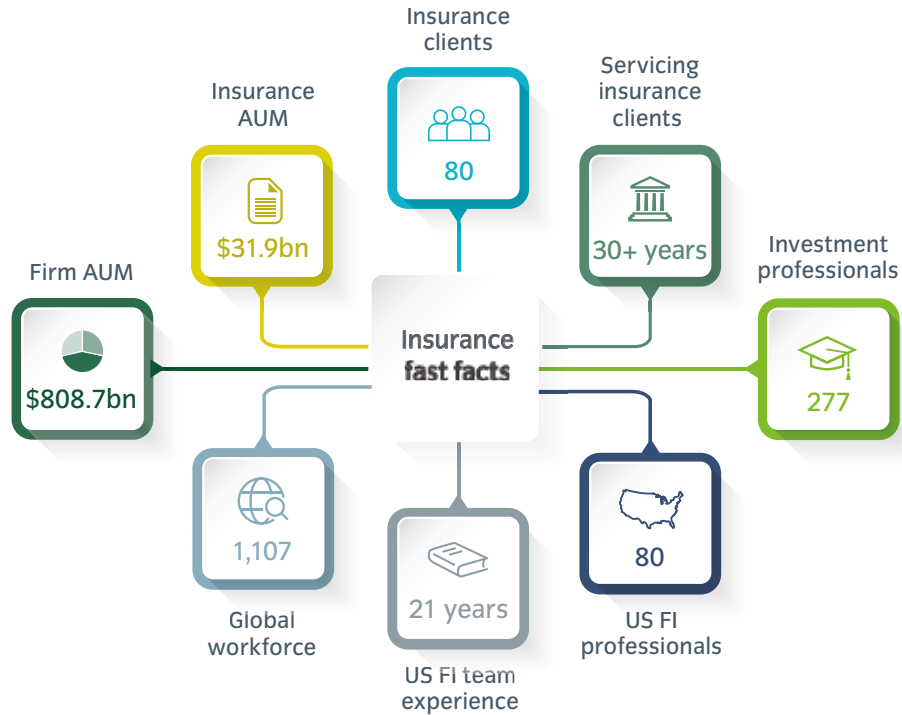 Insurance
clients
80
Servicing
insurance
clients
30+ years
Insurance
AUM
$31.9bn
Investment
professionals
277
Firm AUM
$808.7bn
Insurance
fast facts
1,107
Global
workforce
21 years
US FI team
experience
80
US FI
professionals